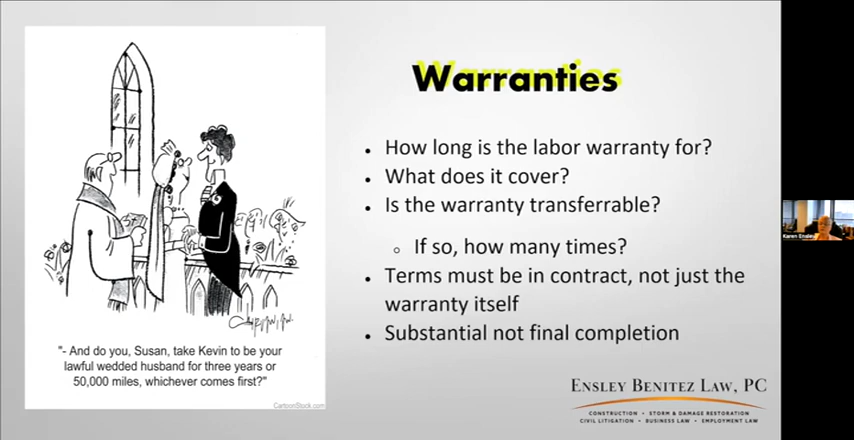 Warranties
• How long is the labor warranty for?
• What does it cover?
• Is the warranty transferrable?
○ If so, how many times?
• Terms must be in contract, not just the
warranty itself
• Substantial not final completion
"- And do you, Susan, take Kevin to be your
lawful wedded husband for three years or
50,000 miles, whichever comes first?"
CartoonStock.com
ENSLEY BENITEZ LAW, PC
CONSTRUCTION • STORM & DAMAGE RESTORATION
CIVIL LITIGATION • BUSINESS LAW • EMPLOYMENT LAW
Karen Ensley